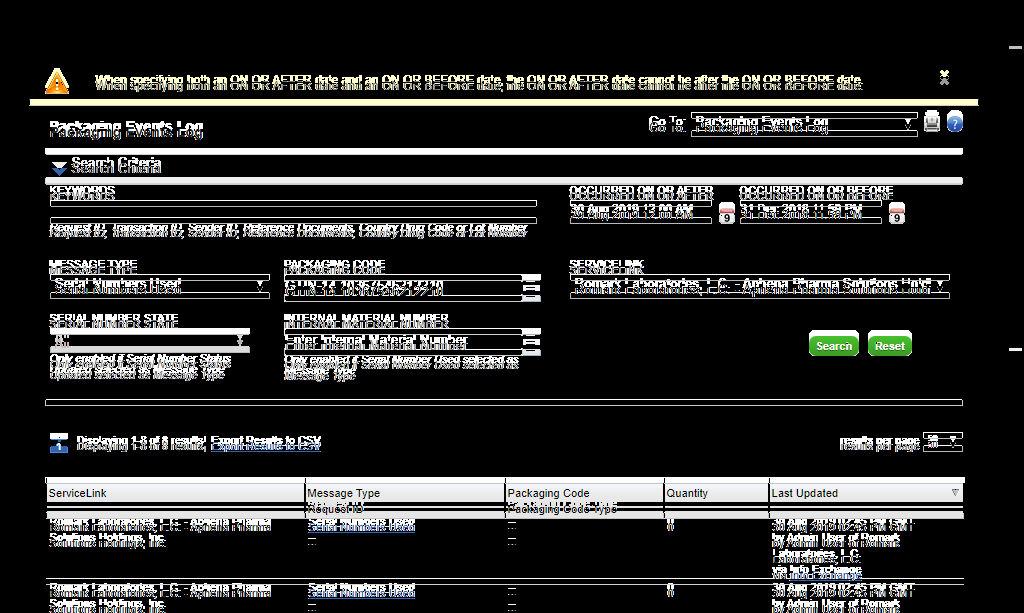 When specifying both an ON OR AFTER date and an ON OR BEFORE date, the ON OR AFTER date cannot be after the ON OR BEFORE date.
Packaging Events Log
Go To: Packaging Events Log
Search Criteria
KEYWORDS
OCCURRED ON OR AFTER
OCCURRED ON OR BEFORE
30 Aug 2019 12:00 AM
9
31 Dec 2018 11:59 PM
9
Request ID, Transaction ID, Sender ID, Reference Documents, Country Drug Code or Lot Number
MESSAGE TYPE
PACKAGING CODE
SERVICELINK
Serial Numbers Used
Romark Laboratories, L.C. - Aphena Pharma Solutions Hold
SERIAL NUMBER STATE
INTERNAL MATERIAL NUMBER
All
Enter Internal Material Number
Search
Reset
Only enabled if Serial Number Status
Updated selected as Message Type
Only enabled if Serial Number Used selected as
Message Type
1
Displaying 1-8 of 8 results| Export Results to CSV
results per page
ServiceLink
Message Type
Packaging Code
Quantity
Last Updated
Request ID
Packaging Code Type
Romark Laboratories, L.C. - Aphena Pharma
Solutions Holdings, Inc.
Serial Numbers Used
--
--
--
0
30 Aug 2019 02:45 PM GMT
by Admin User of Romark
Laboratories, L.C.
via Info Exchange
Romark Laboratories, L.C. - Aphena Pharma
Solutions Holdings, Inc.
Serial Numbers Used
--
--
--
0
30 Aug 2019 02:45 PM GMT
by Admin User of Romark